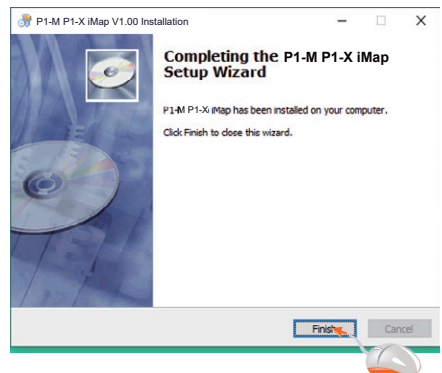 P1-M P1-X iMap V1.00 Installation
Completing the P1-M P1-X iMap
Setup Wizard
P1-M P1-X iMap has been installed on your computer.
Click Finish to close this wizard.
Finish
Cancel